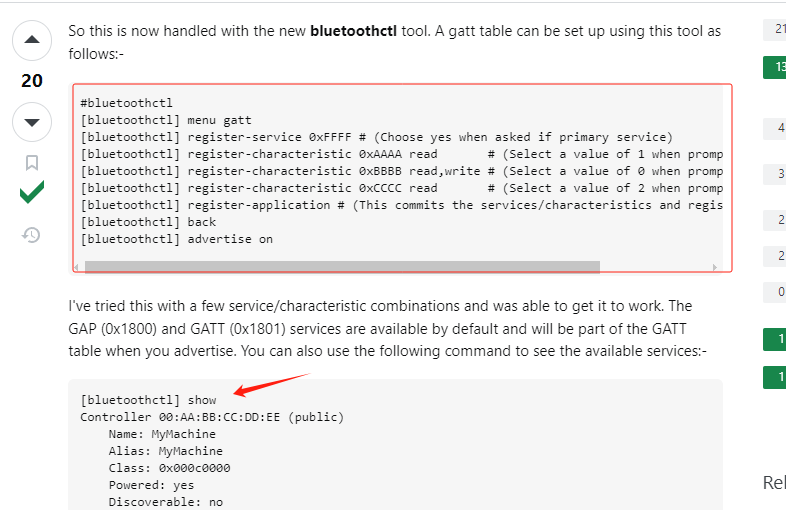 So this is now handled with the new bluetoothctl tool. A gatt table can be set up using this tool as
follows:-
20
#bluetoothctl
[bluetoothctl] menu gatt
[bluetoothctl] register-service 0xFFFF # (Choose yes when asked if primary service)
[bluetoothctl] register-characteristic 0xAAAA read       # (Select a value of 1 when promp
[bluetoothctl] register-characteristic 0xBBBB read,write # (Select a value of 0 when promp
[bluetoothctl] register-characteristic 0xCCCC read       # (Select a value of 2 when promp
[bluetoothctl] register-application # (This commits the services/characteristics and regis
[bluetoothctl] back
[bluetoothctl] advertise on
I've tried this with a few service/characteristic combinations and was able to get it to work. The
GAP (0x1800) and GATT (0x1801) services are available by default and will be part of the GATT
table when you advertise. You can also use the following command to see the available services:-
[bluetoothctl] show
Controller 00:AA:BB:CC:DD:EE (public)
Name: MyMachine
Alias: MyMachine
Class: 0x000c0000
Powered: yes
Discoverable: no
21
13
4
3
2
2
0
1
1
Rel